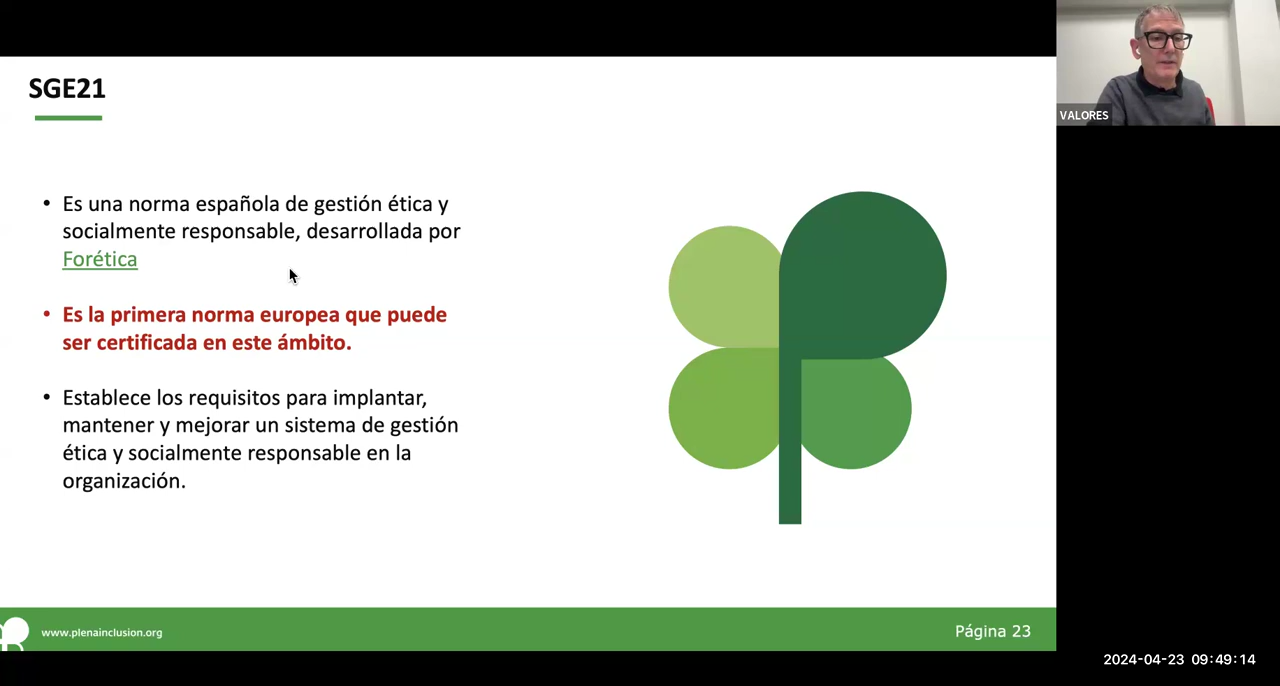 SGE21
• Es una norma española de gestión ética y
socialmente responsable, desarrollada por
Forética
• Es la primera norma europea que puede
ser certificada en este ámbito.
• Establece los requisitos para implantar,
mantener y mejorar un sistema de gestión
ética y socialmente responsable en la
organización.
www.plenainclusion.org
Página 23
VALORES
2024-04-23 09:49:14